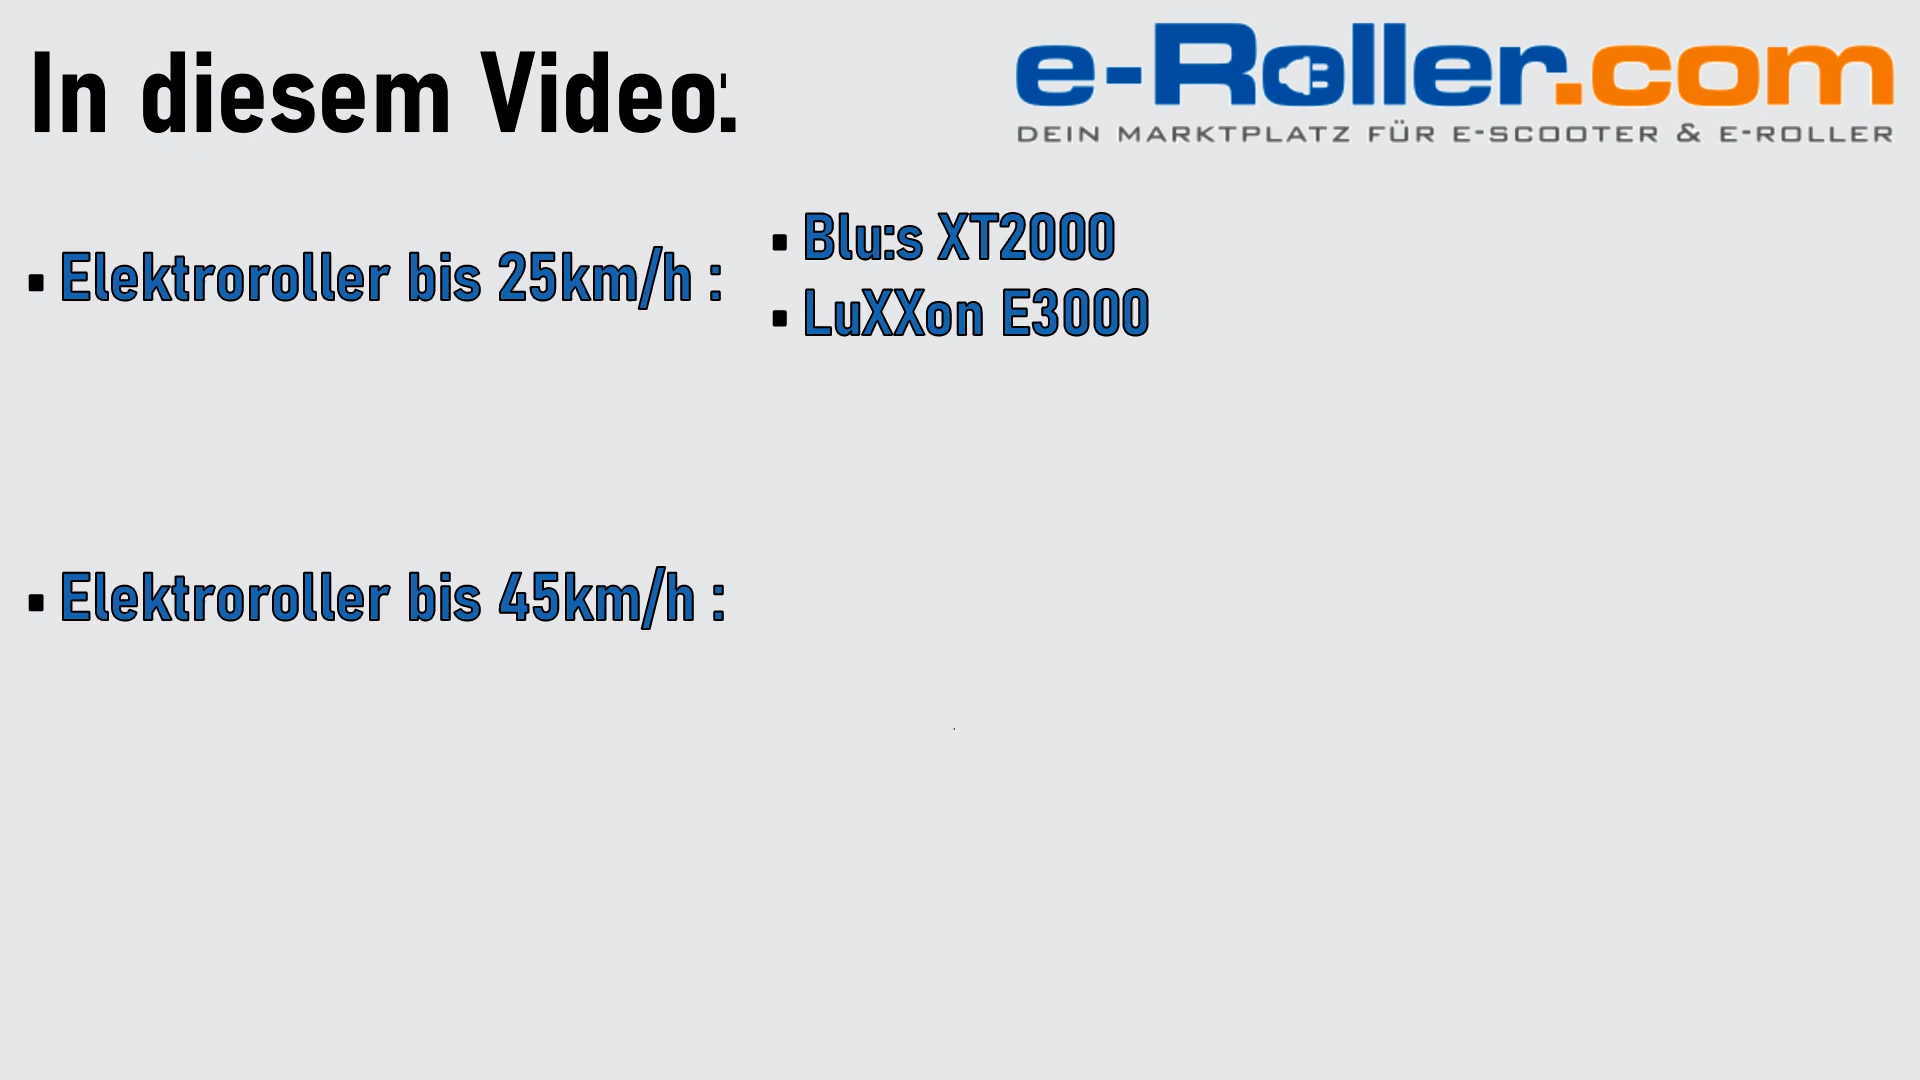 In diesem Video:
e-Roller.com
DEIN MARKTPLATZ FÜR E-SCOOTER & E-ROLLER
▪ Elektroroller bis 25km/h :
▪ Blu:s XT2000
▪ LuXXon E3000
▪ Elektroroller bis 45km/h :